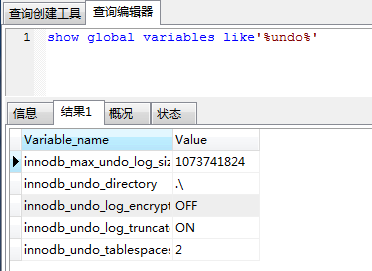 查询创建工具 查询编辑器
1 show global variables like'%undo%'
信息 结果1 概况 状态
Variable_name Value
innodb_max_undo_log_siz 1073741824
innodb_undo_directory .\
innodb_undo_log_encrypt OFF
innodb_undo_log_truncat ON
innodb_undo_tablespaces 2